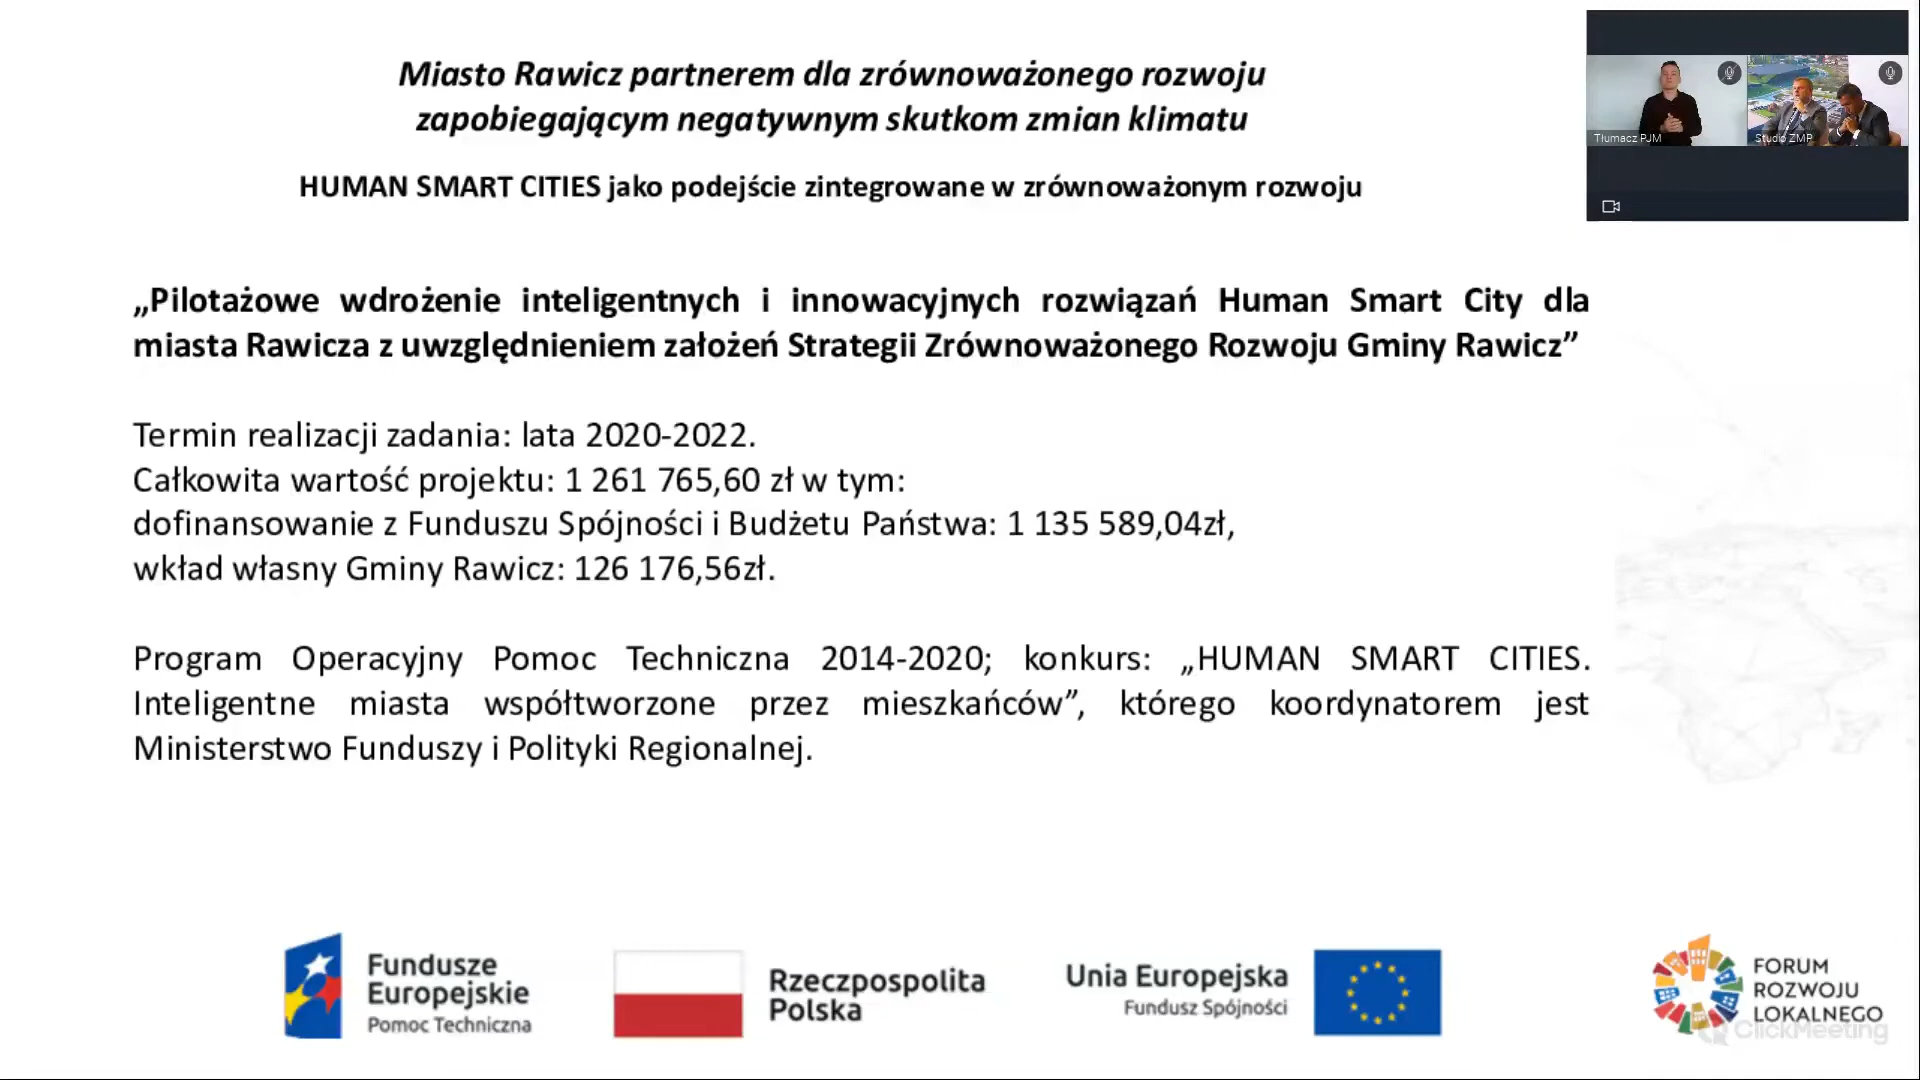 Miasto Rawicz partnerem dla zrównoważonego rozwoju
zapobiegającym negatywnym skutkom zmian klimatu
HUMAN SMART CITIES jako podejście zintegrowane w zrównoważonym rozwoju
Tłumacz PJM
Studio ZMP
„Pilotażowe wdrożenie inteligentnych i innowacyjnych rozwiązań Human Smart City dla
miasta Rawicza z uwzględnieniem założeń Strategii Zrównoważonego Rozwoju Gminy Rawicz”
Termin realizacji zadania: lata 2020-2022.
Całkowita wartość projektu: 1 261 765,60 zł w tym:
dofinansowanie z Funduszu Spójności i Budżetu Państwa: 1 135 589,04zł,
wkład własny Gminy Rawicz: 126 176,56zł.
Program Operacyjny Pomoc Techniczna 2014-2020; konkurs: „HUMAN SMART CITIES.
Inteligentne miasta współtworzone przez mieszkańców”, którego koordynatorem jest
Ministerstwo Funduszy i Polityki Regionalnej.
Fundusze
Europejskie
Pomoc Techniczna
Rzeczpospolita
Polska
Unia Europejska
Fundusz Spójności
FORUM
ROZWOJU
LOKALNEGO
ClickMeeting